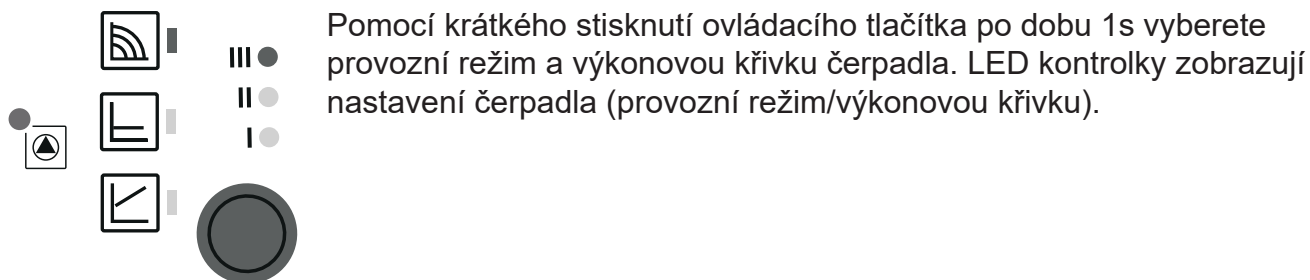 Pomocí krátkého stisknutí ovládacího tlačítka po dobu 1s vyberete
provozní režim a výkonovou křivku čerpadla. LED kontrolky zobrazují
nastavení čerpadla (provozní režim/výkonovou křivku).
III
II
I